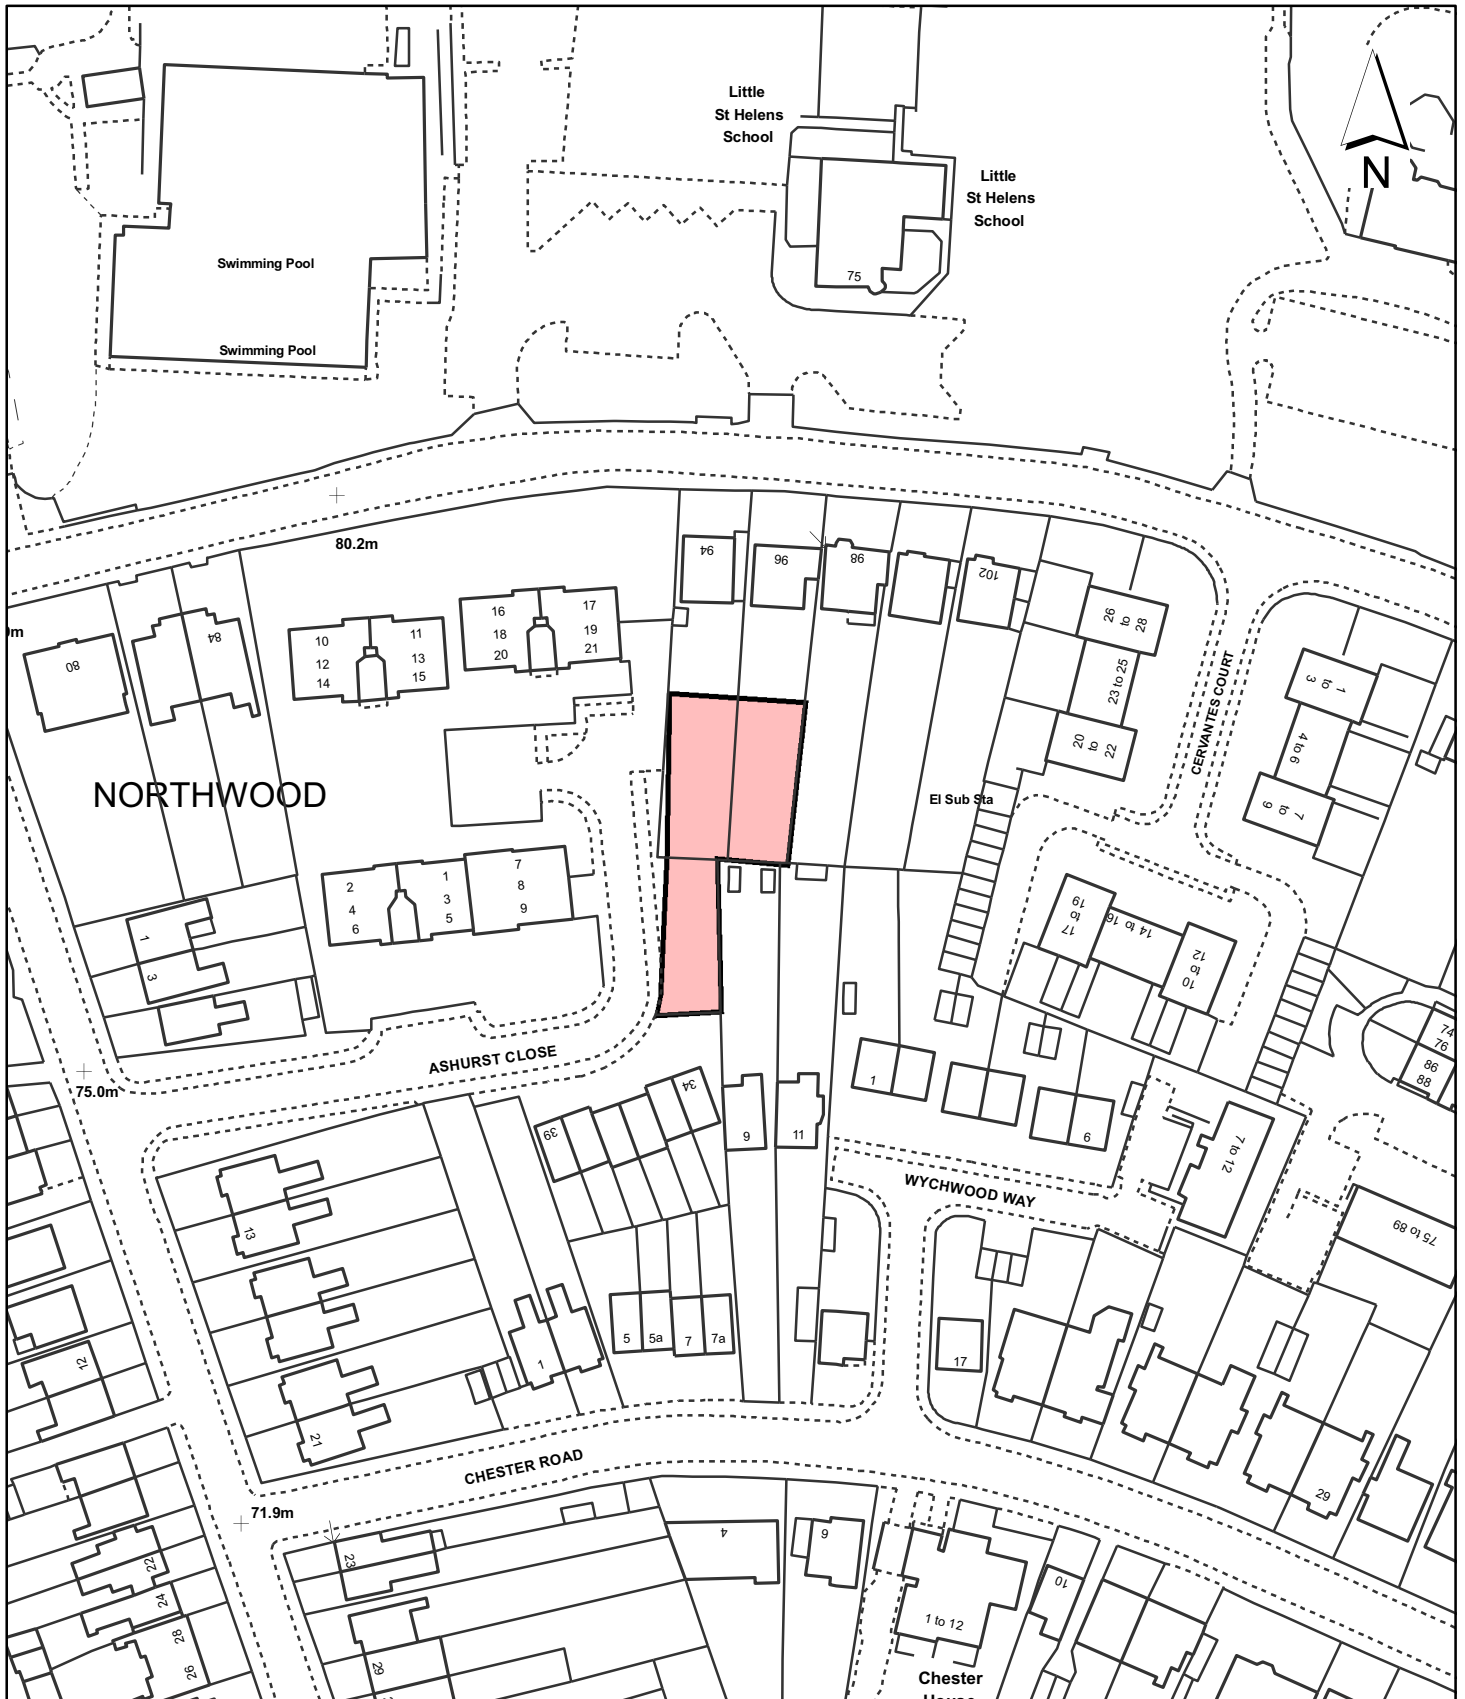 Little
St Helens
School
Little
St Helens
School
N
75
Swimming Pool
Swimming Pool
80.2m
94
96
98
102
26
to
28
23 to 25
20
to
22
CERVANTES COURT
1
to
3
4 to 6
7
to
9
80
84
10
11
12
13
14
15
16
17
18
19
20
21
NORTHWOOD
El Sub Sta
2
1
4
3
6
5
7
8
9
1
3
17
to
19
14 to 16
10
to
12
74
76
86
88
ASHURST CLOSE
75.0m
34
39
9
11
1
6
7 to 12
WYCHWOOD WAY
75 to 89
13
12
21
1
5
5a
7
7a
17
29
CHESTER ROAD
71.9m
23
4
9
10
1 to 12
22
24
28
26
29
Chester